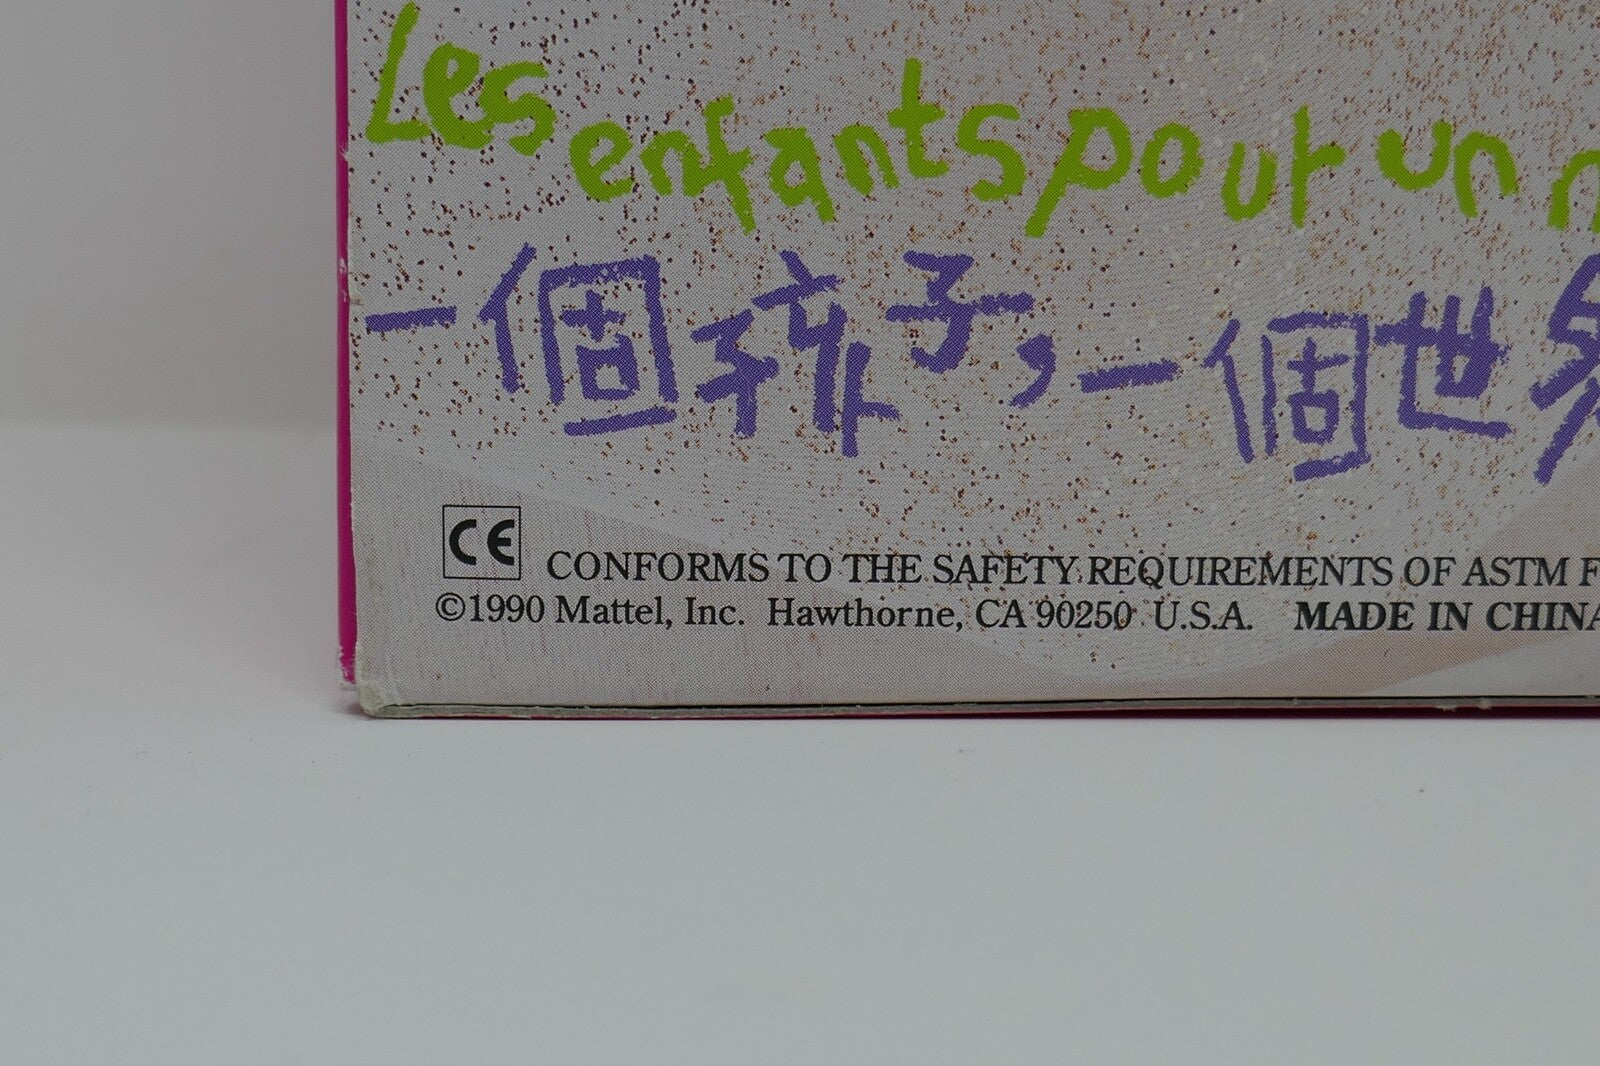 Les enfants pour un
一個孩子,一個世
CE CONFORMS TO THE SAFETY REQUIREMENTS OF ASTM F
©1990 Mattel, Inc. Hawthorne, CA 90250 U.S.A. MADE IN CHINA